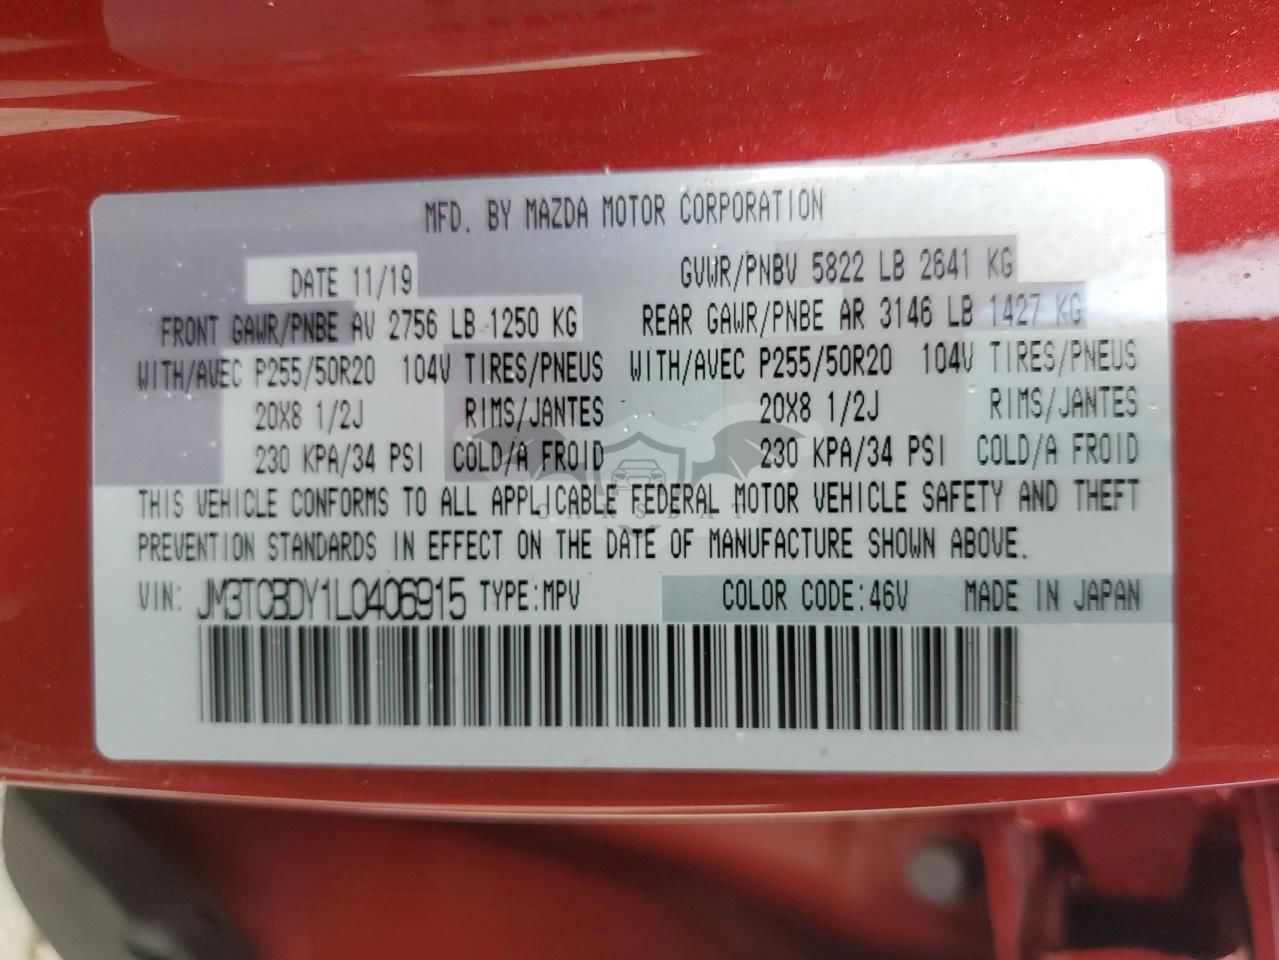 MFD. BY MAZDA MOTOR CORPORATION
DATE 11/19 GVWR/PNBV 5822 LB 2641 KG
FRONT GAWR/PNBE AV 2756 LB 1250 KG REAR GAWR/PNBE AR 3146 LB 1427 KG
WITH/AVEC P255/50R20 104V TIRES/PNEUS WITH/AVEC P255/50R20 104V TIRES/PNEUS
20X8 1/2J RIMS/JANTES 20X8 1/2J RIMS/JANTES
230 KPA/34 PSI COLD/A FROID 230 KPA/34 PSI COLD/A FROID
THIS VEHICLE CONFORMS TO ALL APPLICABLE FEDERAL MOTOR VEHICLE SAFETY AND THEFT
CARSBAT
PREVENTION STANDARDS IN EFFECT ON THE DATE OF MANUFACTURE SHOWN ABOVE.
VIN: JM3TCBDY1L0406915 TYPE:MPV COLOR CODE:46V MADE IN JAPAN